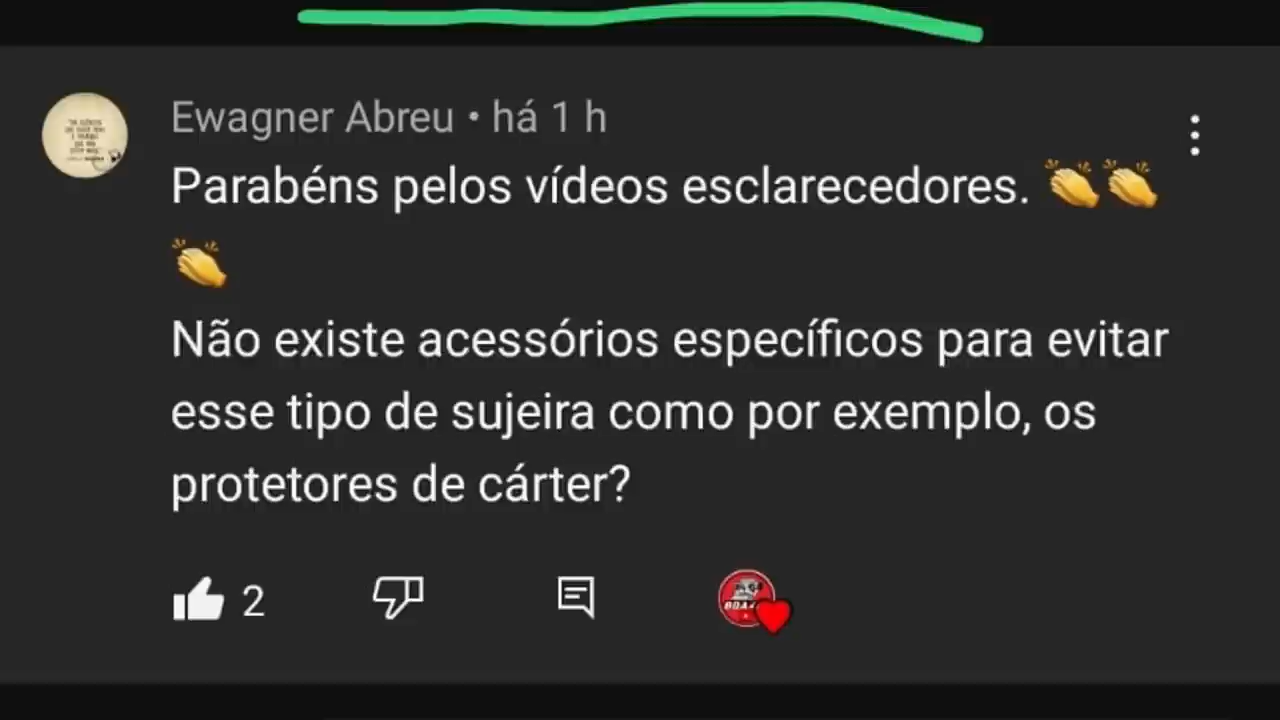 Ewagner Abreu • há 1 h
Parabéns pelos vídeos esclarecedores. 👏👏
👏
Não existe acessórios específicos para evitar
esse tipo de sujeira como por exemplo, os
protetores de cárter?
2